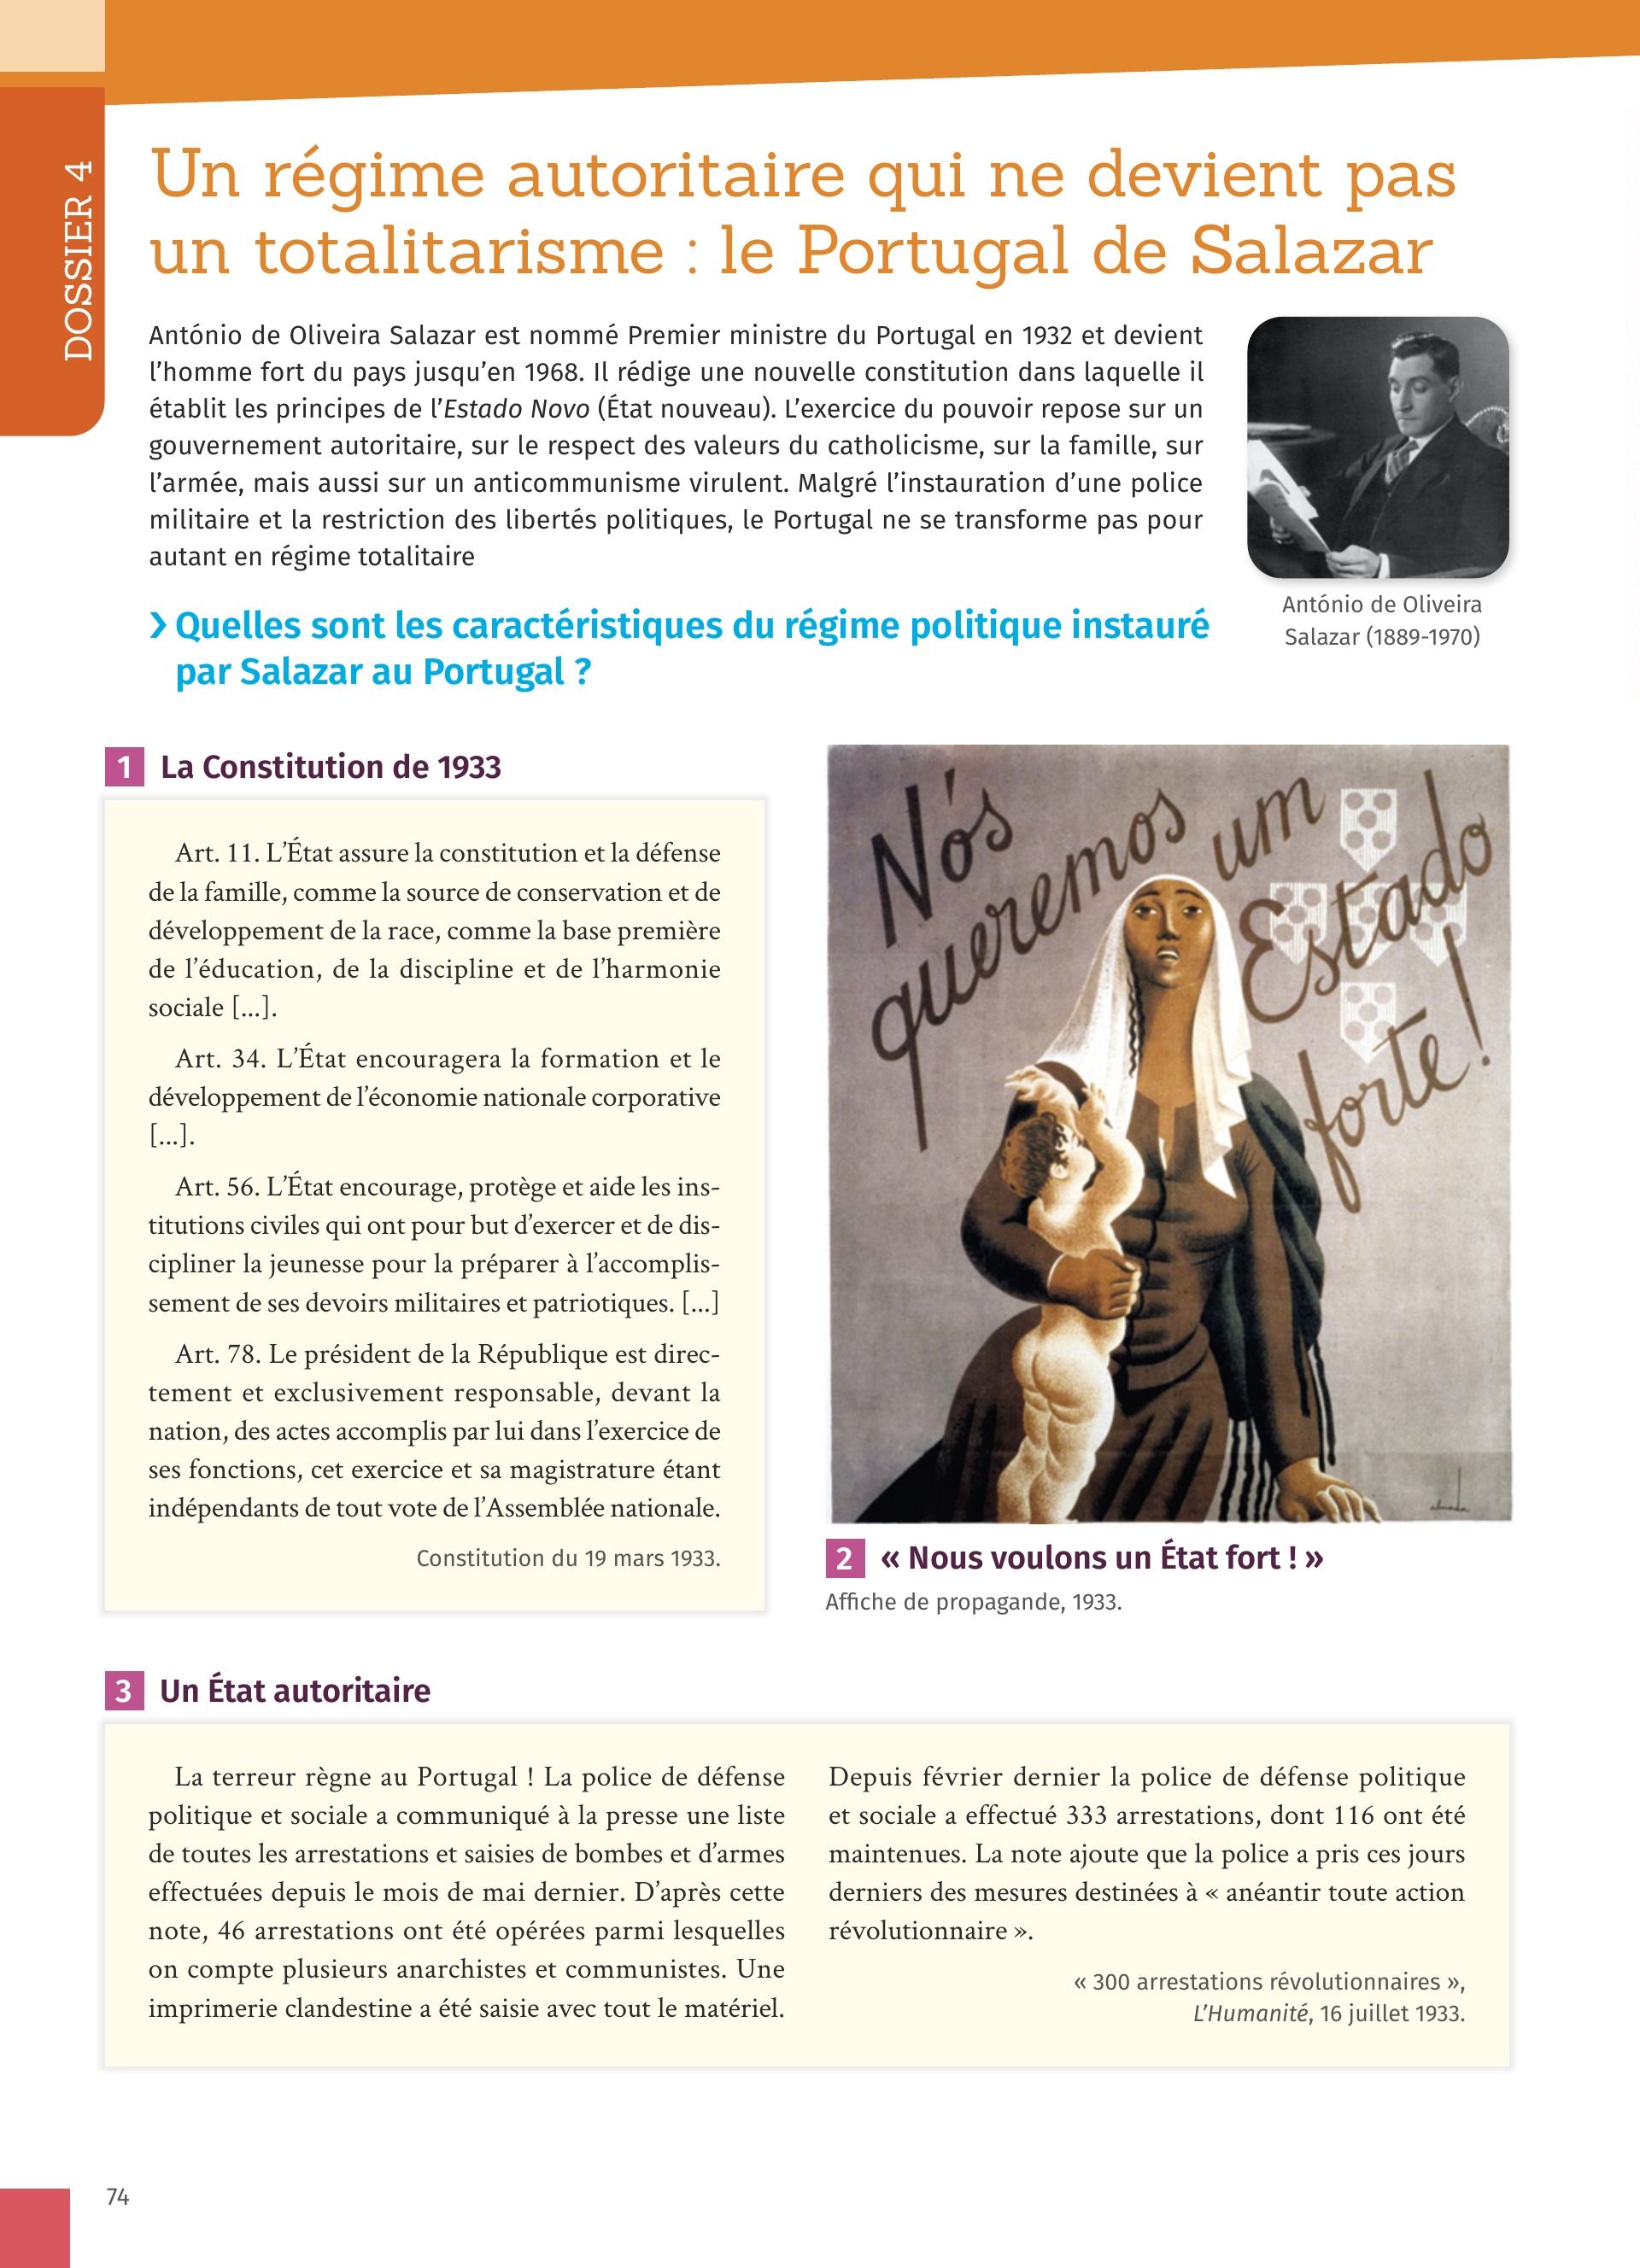 DOSSIER 4
Un régime autoritaire qui ne devient pas
un totalitarisme : le Portugal de Salazar
António de Oliveira Salazar est nommé Premier ministre du Portugal en 1932 et devient
l’homme fort du pays jusqu’en 1968. Il rédige une nouvelle constitution dans laquelle il
établit les principes de l’Estado Novo (État nouveau). L’exercice du pouvoir repose sur un
gouvernement autoritaire, sur le respect des valeurs du catholicisme, sur la famille, sur
l’armée, mais aussi sur un anticommunisme virulent. Malgré l’instauration d’une police
militaire et la restriction des libertés politiques, le Portugal ne se transforme pas pour
autant en régime totalitaire
António de Oliveira
Salazar (1889-1970)
› Quelles sont les caractéristiques du régime politique instauré
par Salazar au Portugal ?
1 La Constitution de 1933
Art. 11. L’État assure la constitution et la défense
de la famille, comme la source de conservation et de
développement de la race, comme la base première
de l’éducation, de la discipline et de l’harmonie
sociale [...].
Art. 34. L’État encouragera la formation et le
développement de l’économie nationale corporative
[...].
Art. 56. L’État encourage, protège et aide les ins-
titutions civiles qui ont pour but d’exercer et de dis-
cipliner la jeunesse pour la préparer à l’accomplis-
sement de ses devoirs militaires et patriotiques. [...]
Art. 78. Le président de la République est direc-
tement et exclusivement responsable, devant la
nation, des actes accomplis par lui dans l’exercice de
ses fonctions, cet exercice et sa magistrature étant
indépendants de tout vote de l’Assemblée nationale.
Constitution du 19 mars 1933.
Nós
queremos um
Estado
forte!
almada
2 « Nous voulons un État fort ! »
Affiche de propagande, 1933.
3 Un État autoritaire
La terreur règne au Portugal ! La police de défense
politique et sociale a communiqué à la presse une liste
de toutes les arrestations et saisies de bombes et d’armes
effectuées depuis le mois de mai dernier. D’après cette
note, 46 arrestations ont été opérées parmi lesquelles
on compte plusieurs anarchistes et communistes. Une
imprimerie clandestine a été saisie avec tout le matériel.
Depuis février dernier la police de défense politique
et sociale a effectué 333 arrestations, dont 116 ont été
maintenues. La note ajoute que la police a pris ces jours
derniers des mesures destinées à « anéantir toute action
révolutionnaire ».
« 300 arrestations révolutionnaires »,
L’Humanité, 16 juillet 1933.
74